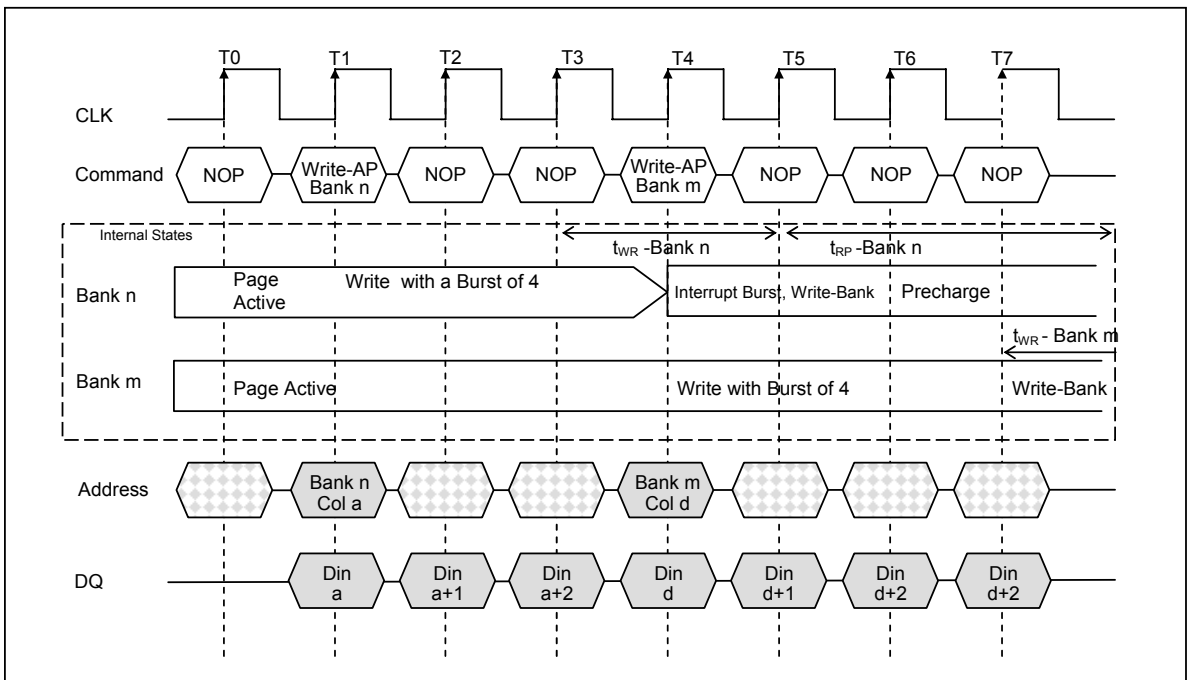 T0 T1 T2 T3 T4 T5 T6 T7
CLK
Command NOP Write-AP Bank n NOP NOP Write-AP Bank m NOP NOP NOP
Internal States
tWR -Bank n tRP -Bank n
Bank n Page Active Write with a Burst of 4 Interrupt Burst, Write-Bank Precharge
tWR - Bank m
Bank m Page Active Write with Burst of 4 Write-Bank
Address Bank n Col a Bank m Col d
DQ Din a Din a+1 Din a+2 Din d Din d+1 Din d+2 Din d+2